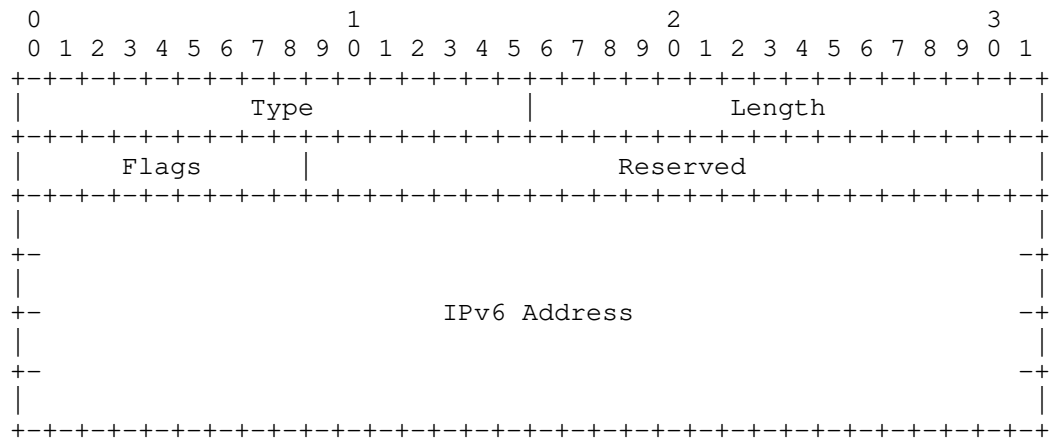 0                   1                   2                   3
0 1 2 3 4 5 6 7 8 9 0 1 2 3 4 5 6 7 8 9 0 1 2 3 4 5 6 7 8 9 0 1
+-+-+-+-+-+-+-+-+-+-+-+-+-+-+-+-+-+-+-+-+-+-+-+-+-+-+-+-+-+-+-+-+
| Type | Length |
+-+-+-+-+-+-+-+-+-+-+-+-+-+-+-+-+-+-+-+-+-+-+-+-+-+-+-+-+-+-+-+-+
| Flags | Reserved |
+-+-+-+-+-+-+-+-+-+-+-+-+-+-+-+-+-+-+-+-+-+-+-+-+-+-+-+-+-+-+-+-+
| |
+- -+
| |
+- IPv6 Address -+
| |
+- -+
| |
+-+-+-+-+-+-+-+-+-+-+-+-+-+-+-+-+-+-+-+-+-+-+-+-+-+-+-+-+-+-+-+-+